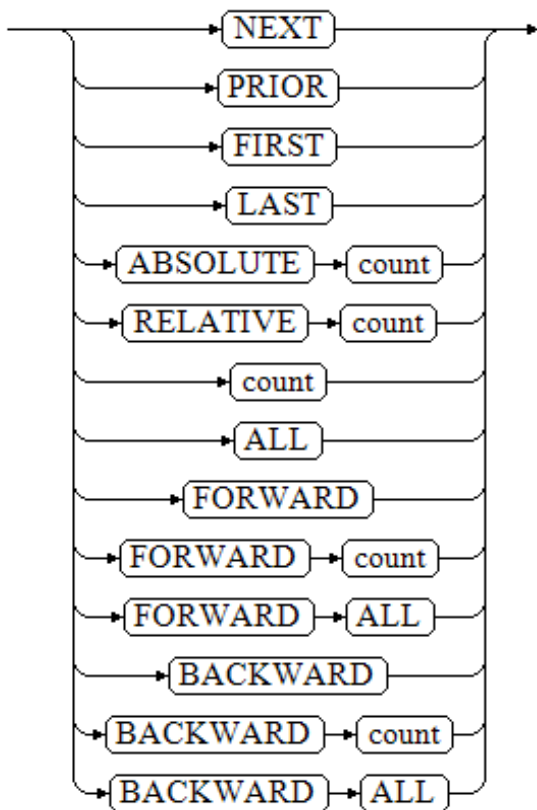 NEXT
PRIOR
FIRST
LAST
ABSOLUTE count
RELATIVE count
count
ALL
FORWARD
FORWARD count
FORWARD ALL
BACKWARD
BACKWARD count
BACKWARD ALL